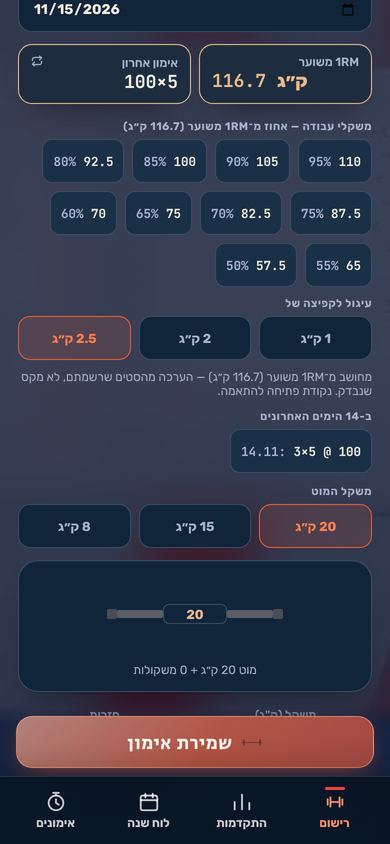 11/15/2026
1RM משוער
116.7 ק״ג
אימון אחרון
100×5
משקלי עבודה — אחוז מ־1RM משוער (116.7 ק״ג)
95% 110
90% 105
85% 100
80% 92.5
75% 87.5
70% 82.5
65% 75
60% 70
55% 65
50% 57.5
עיגול לקפיצה של
1 ק״ג
2 ק״ג
2.5 ק״ג
מחושב מ־1RM משוער (116.7 ק״ג) — הערכה מהסטים שרשמתם, לא מקס
שנבדק. נקודת פתיחה להתאמה.
ב-14 הימים האחרונים
14.11: 3×5 @ 100
משקל המוט
20 ק״ג
15 ק״ג
8 ק״ג
20
מוט 20 ק״ג + 0 משקולות
משקל (ק״ג)
חזרות
שמירת אימון
רישום
התקדמות
לוח שנה
אימונים